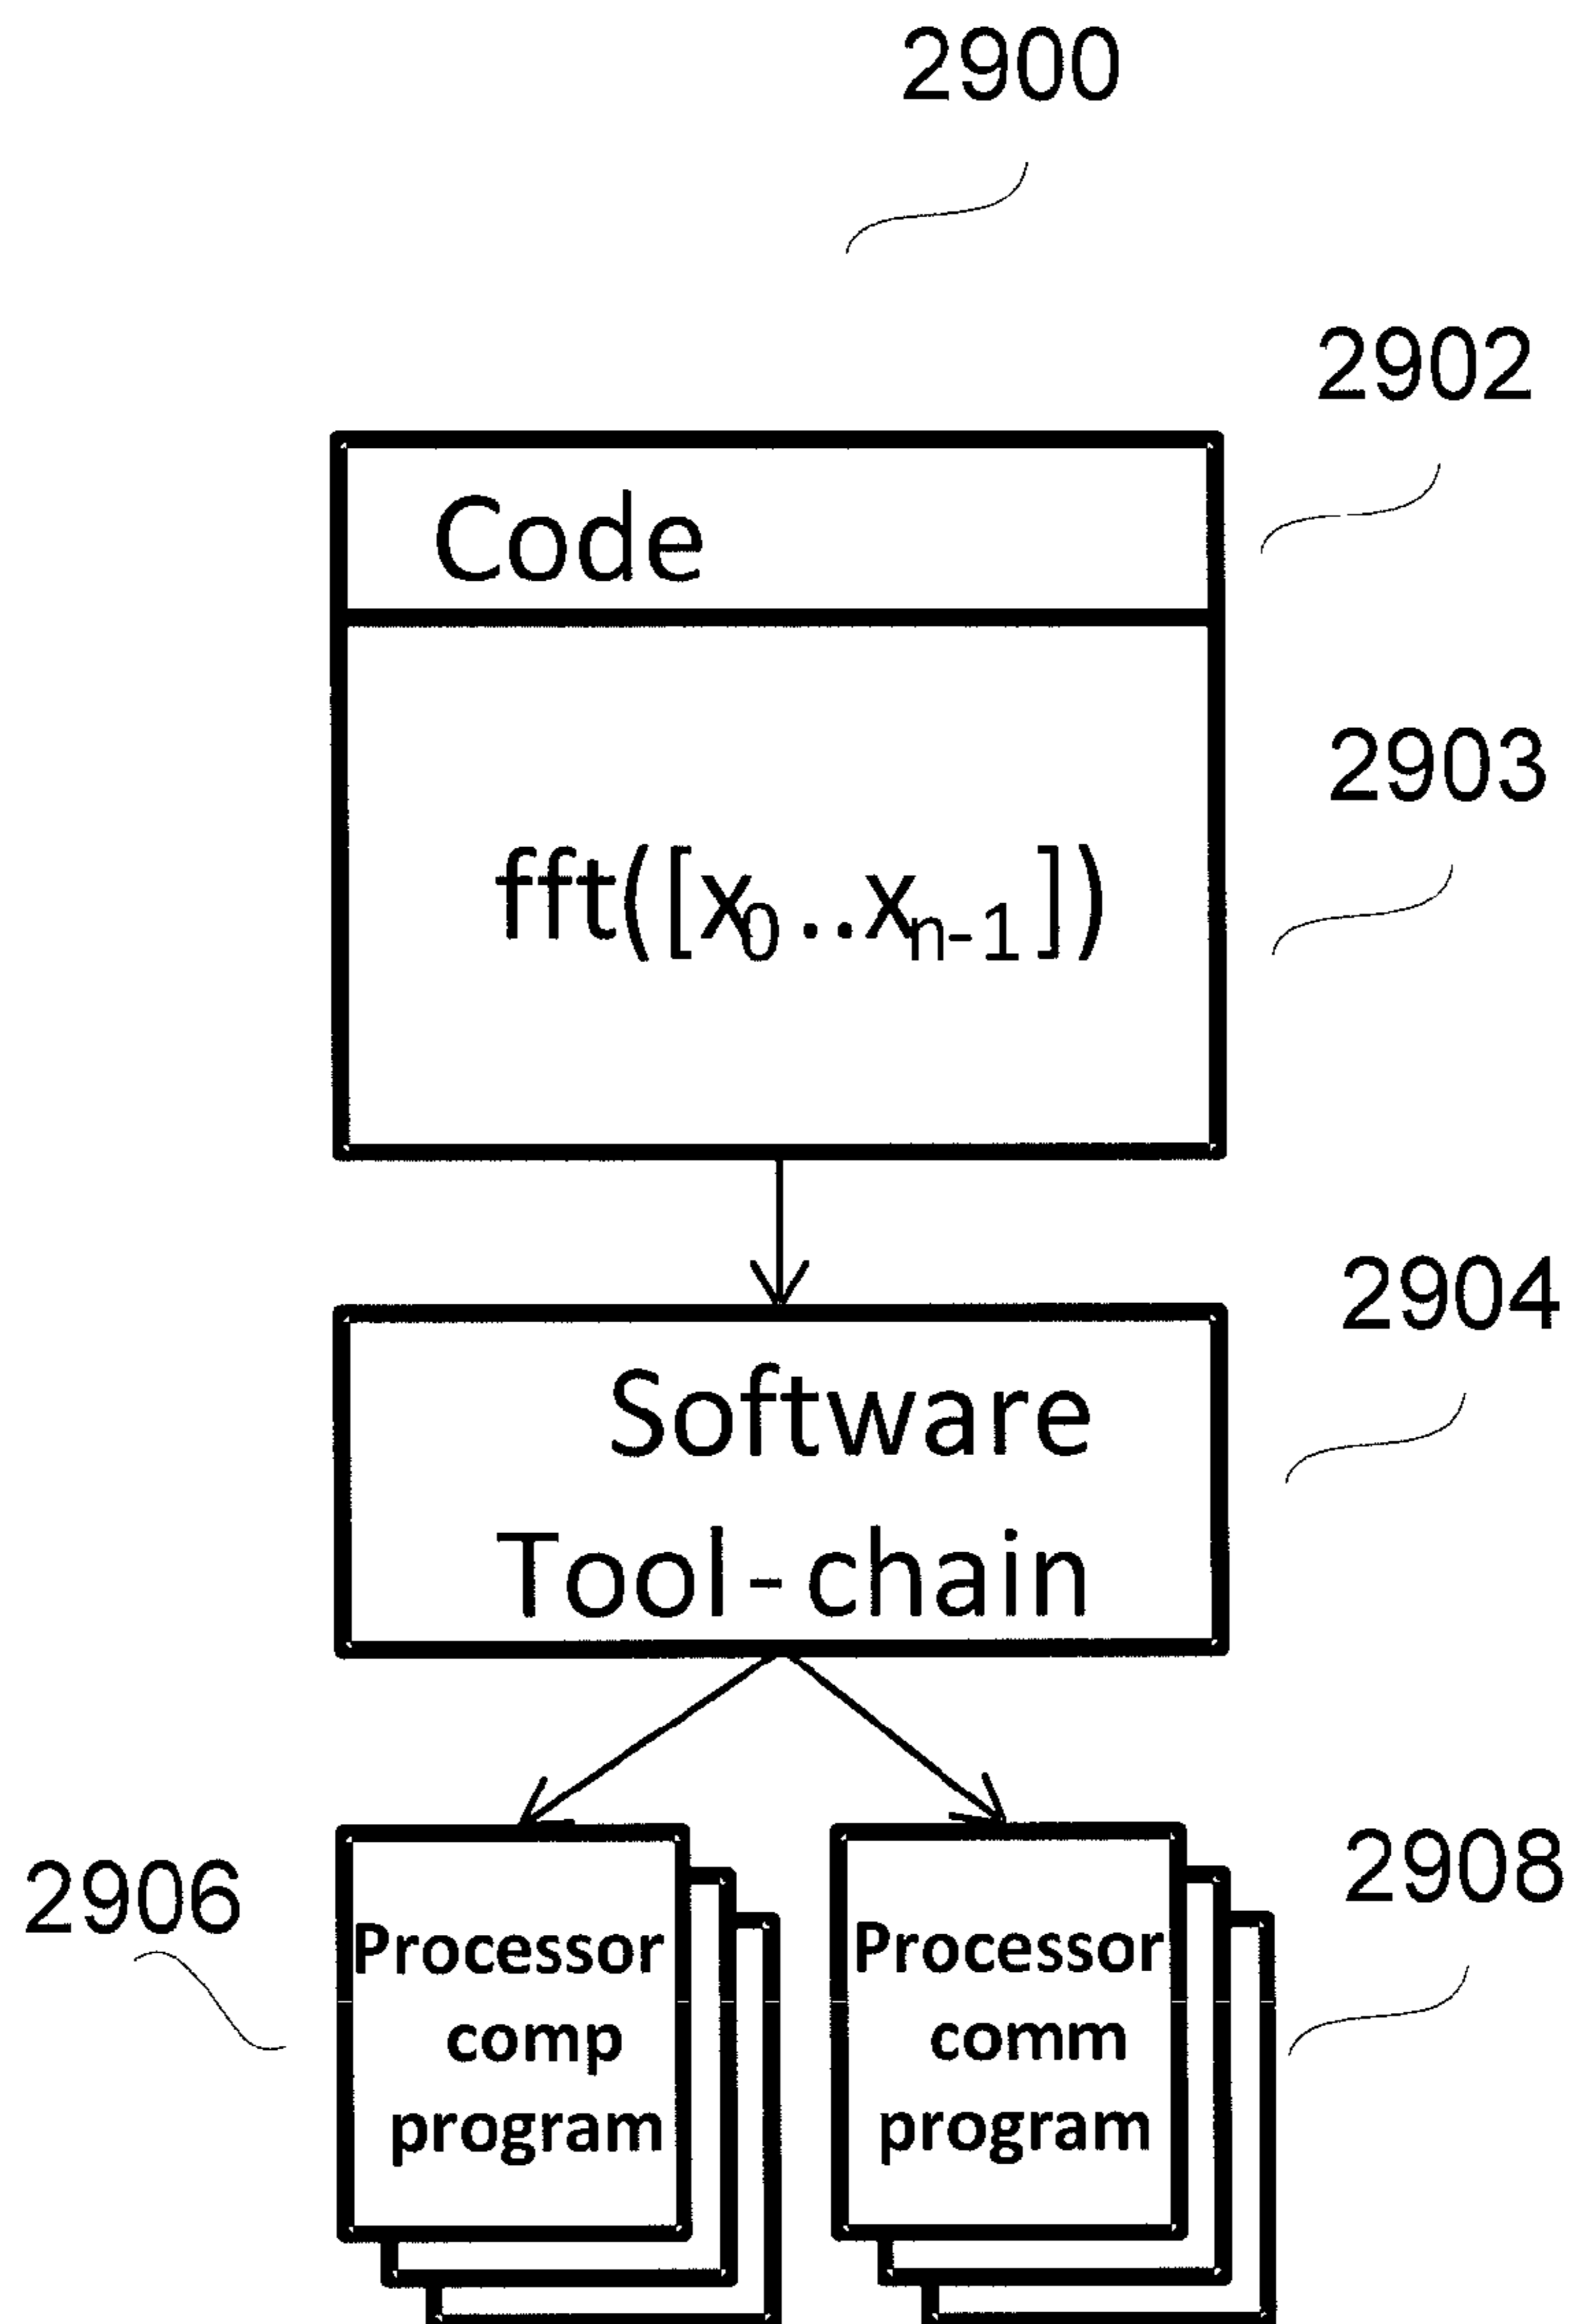 2900
2902
Code
2903
fft([x0..xn-1])
2904
Software
Tool-chain
2906
2908
Processor
comp
program
Processor
comm
program